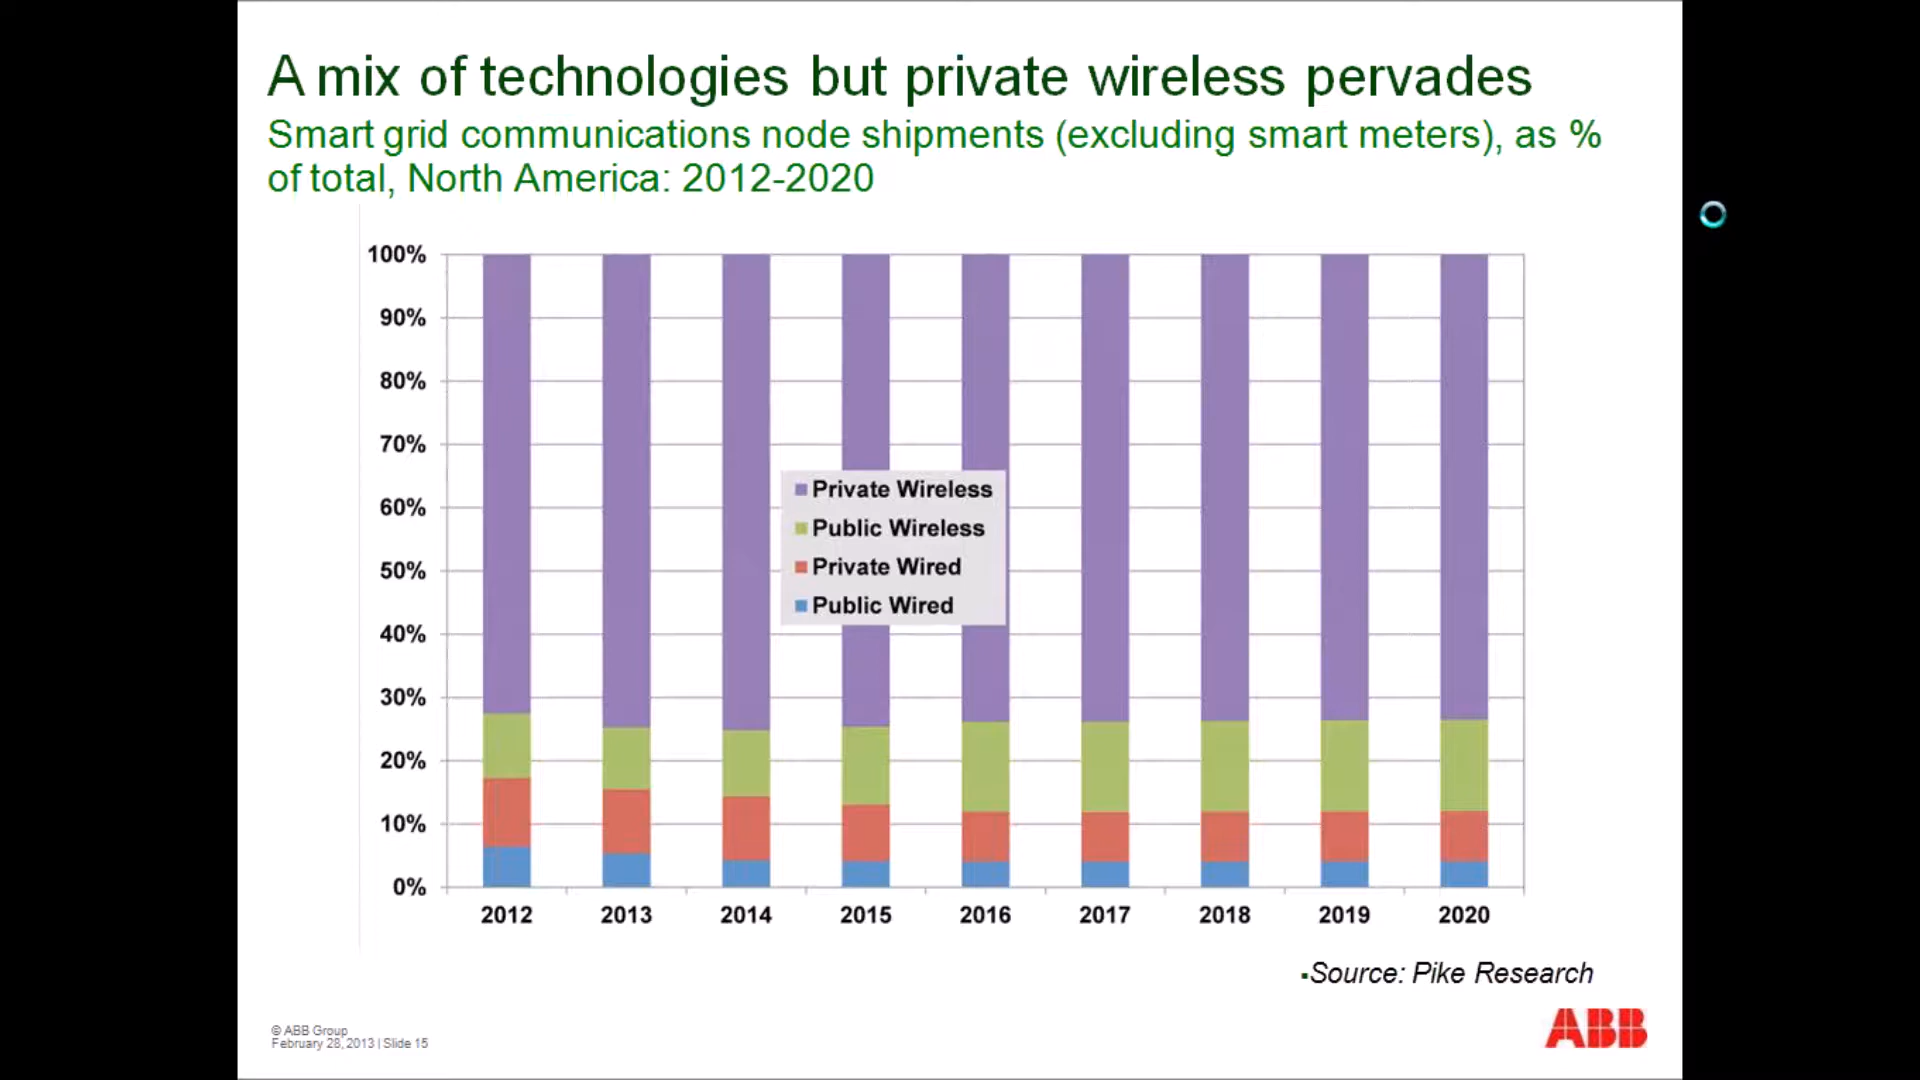 A mix of technologies but private wireless pervades
Smart grid communications node shipments (excluding smart meters), as %
of total, North America: 2012-2020
100%
90%
80%
70%
60%
50%
40%
30%
20%
10%
0%
Private Wireless
Public Wireless
Private Wired
Public Wired
2012 2013 2014 2015 2016 2017 2018 2019 2020
▪Source: Pike Research
© ABB Group
February 28, 2013 | Slide 15
ABB